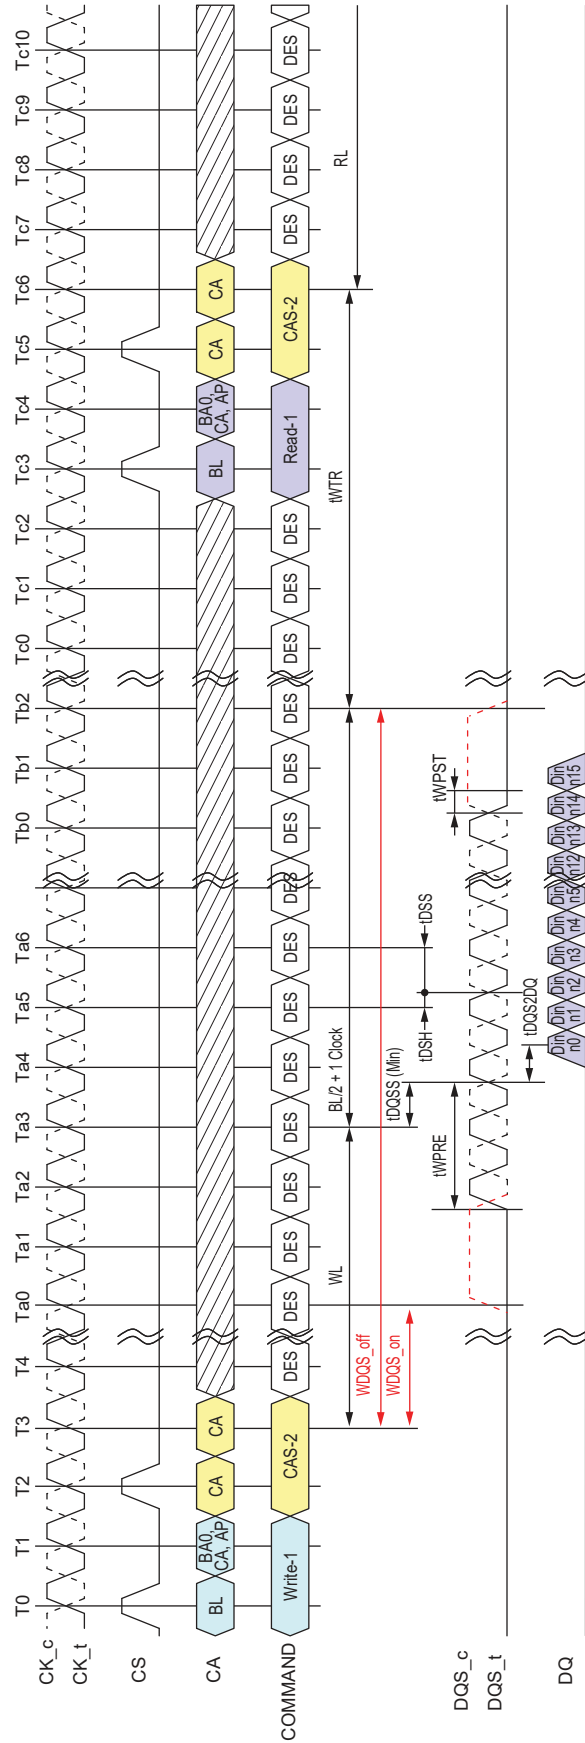 T0 T1 T2 T3 T4 Ta0 Ta1 Ta2 Ta3 Ta4 Ta5 Ta6 Tb0 Tb1 Tb2 Tc0 Tc1 Tc2 Tc3 Tc4 Tc5 Tc6 Tc7 Tc8 Tc9 Tc10
CK_c
CK_t
CS
CA BL BA0, CA, AP CA CA BL BA0, CA, AP CA CA
COMMAND Write-1 CAS-2 DES DES DES DES DES DES DES DES DES DES DES DES DES DES DES Read-1 CAS-2 DES DES DES DES
WL BL/2 + 1 Clock tWTR RL
WDQS_off
WDQS_on
tDQSS (Min)
tDSH tDSS
tWPRE tWPST
DQS_c
DQS_t
tDQS2DQ
DQ Din Din Din Din Din Din Din Din Din Din
n0 n1 n2 n3 n4 n5 n12 n13 n14 n15